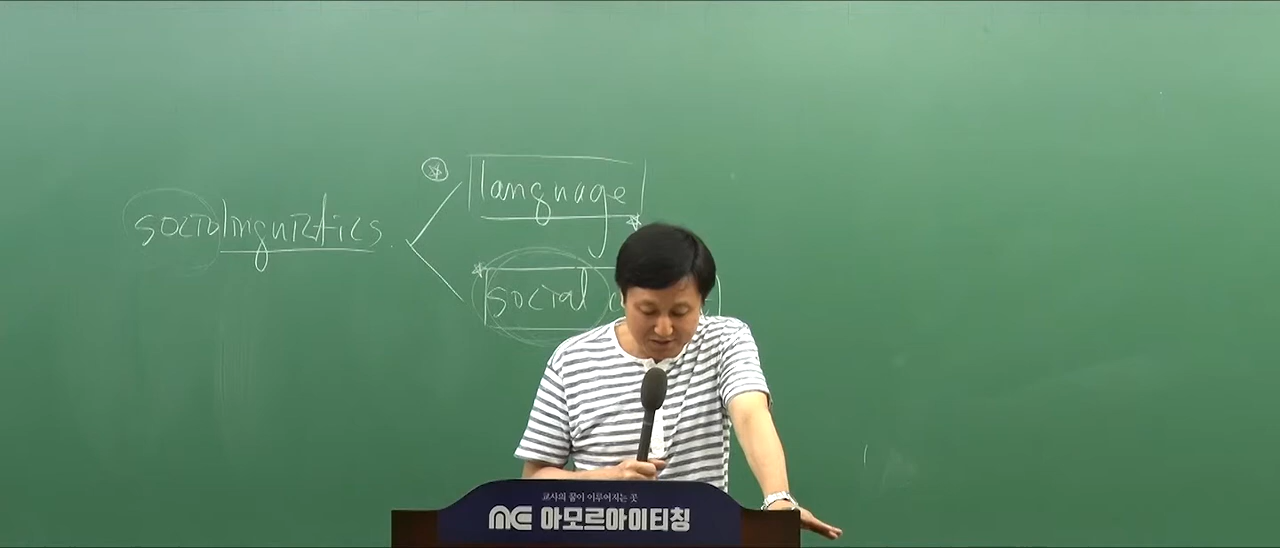 sociolinguistics
language
social
교사의 꿈이 이루어지는 곳
아모르아이티칭